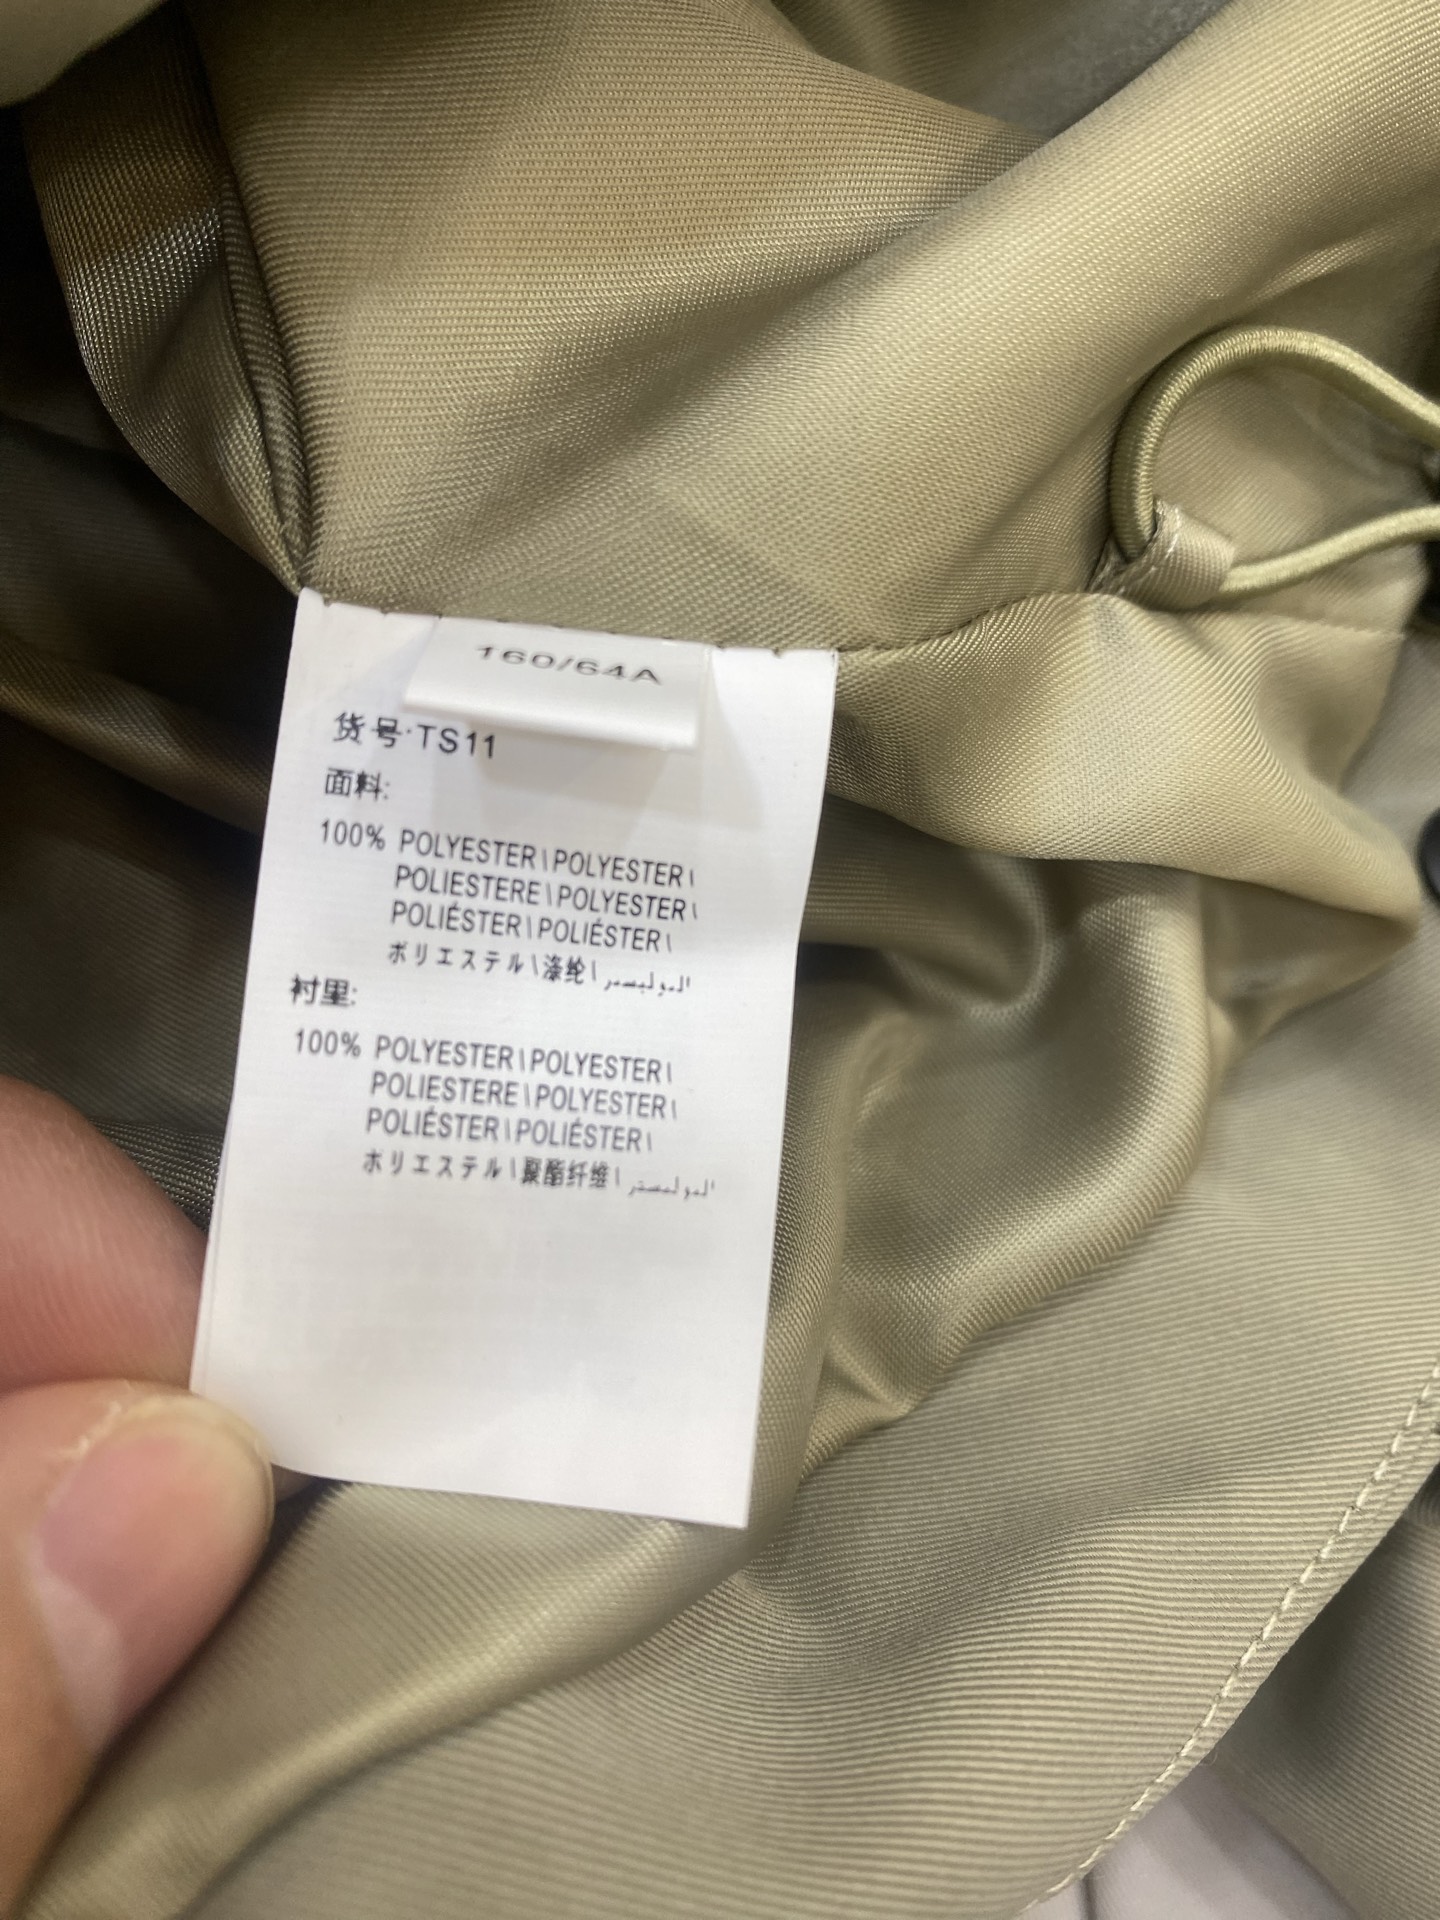 160/64A
货号:TS11
面料:
100% POLYESTER\POLYESTER\
POLIESTERE\POLYESTER\
POLIÉSTER\POLIÉSTER\
ポリエステル\涤纶\
衬里:
100% POLYESTER\POLYESTER\
POLIESTERE\POLYESTER\
POLIÉSTER\POLIÉSTER\
ポリエステル\聚酯纤维\